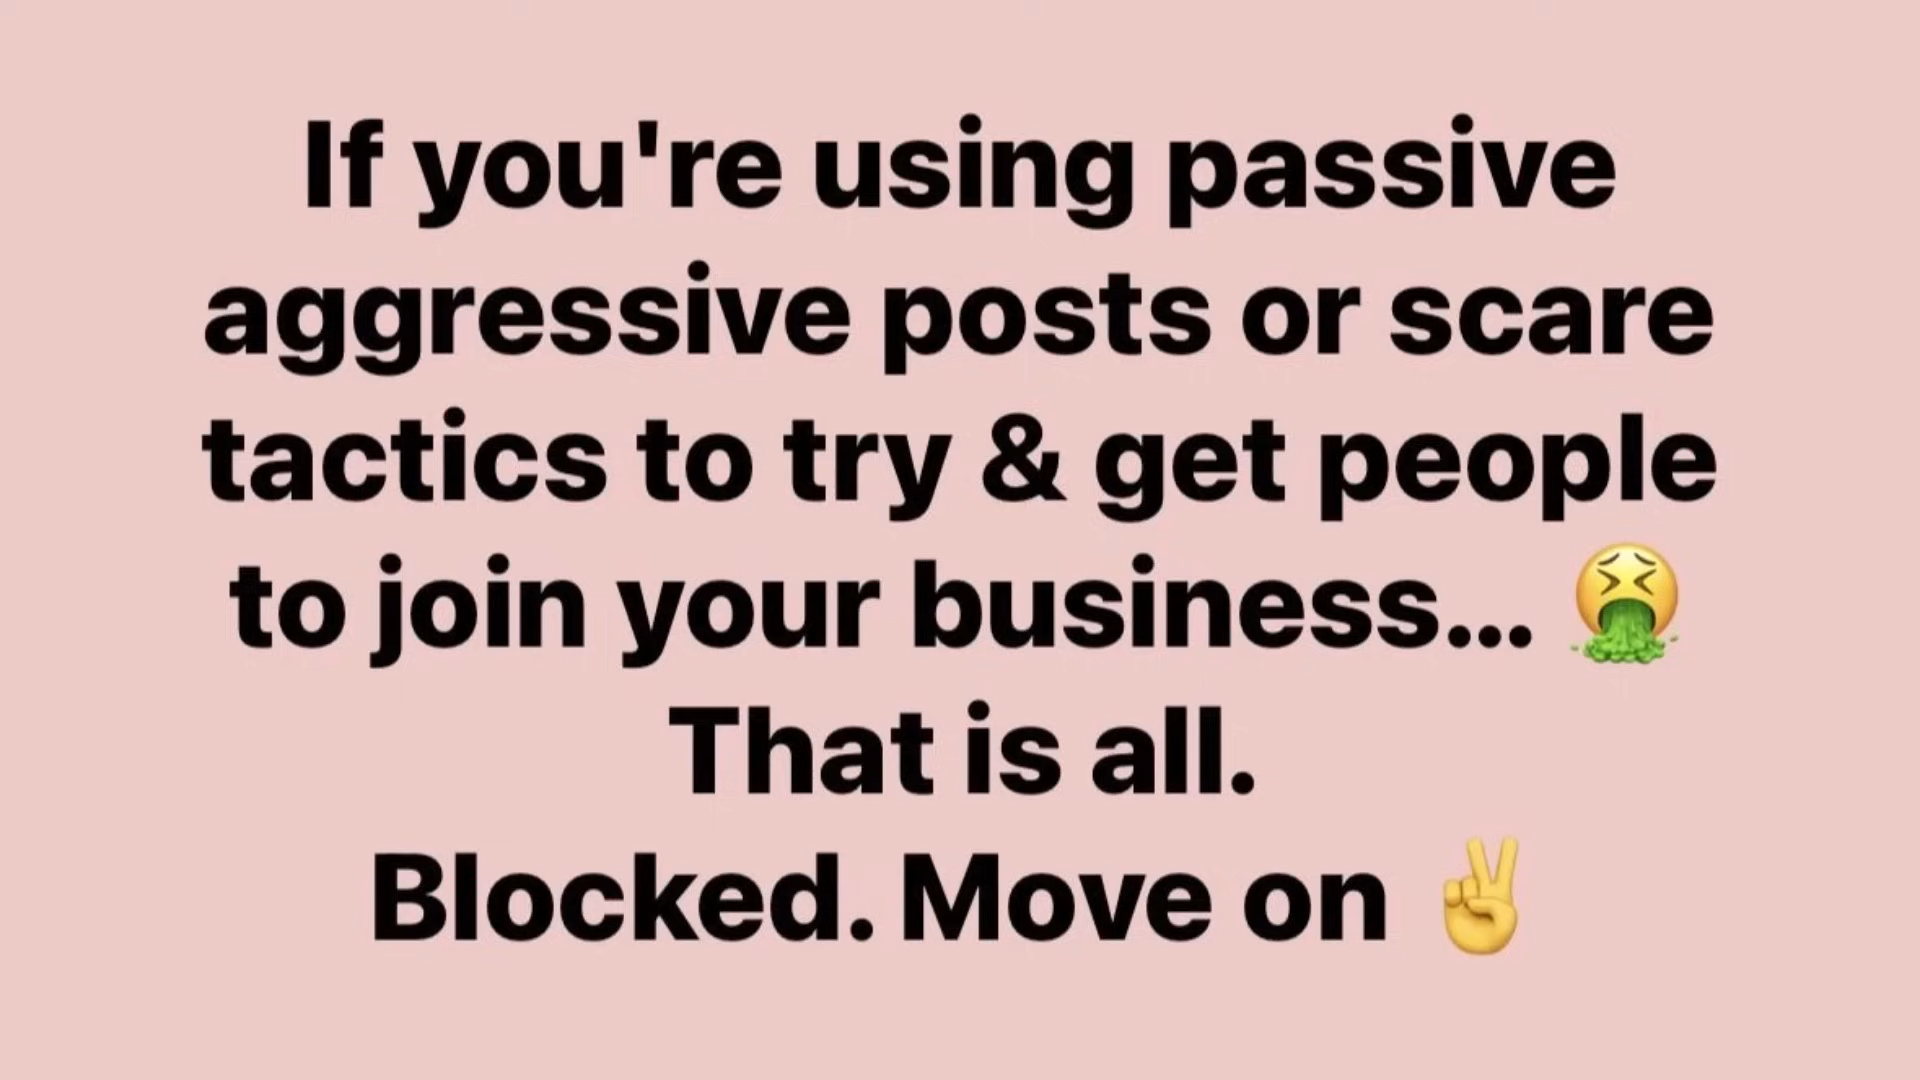 If you're using passive
aggressive posts or scare
tactics to try & get people
to join your business... 🤮
That is all.
Blocked. Move on ✌️